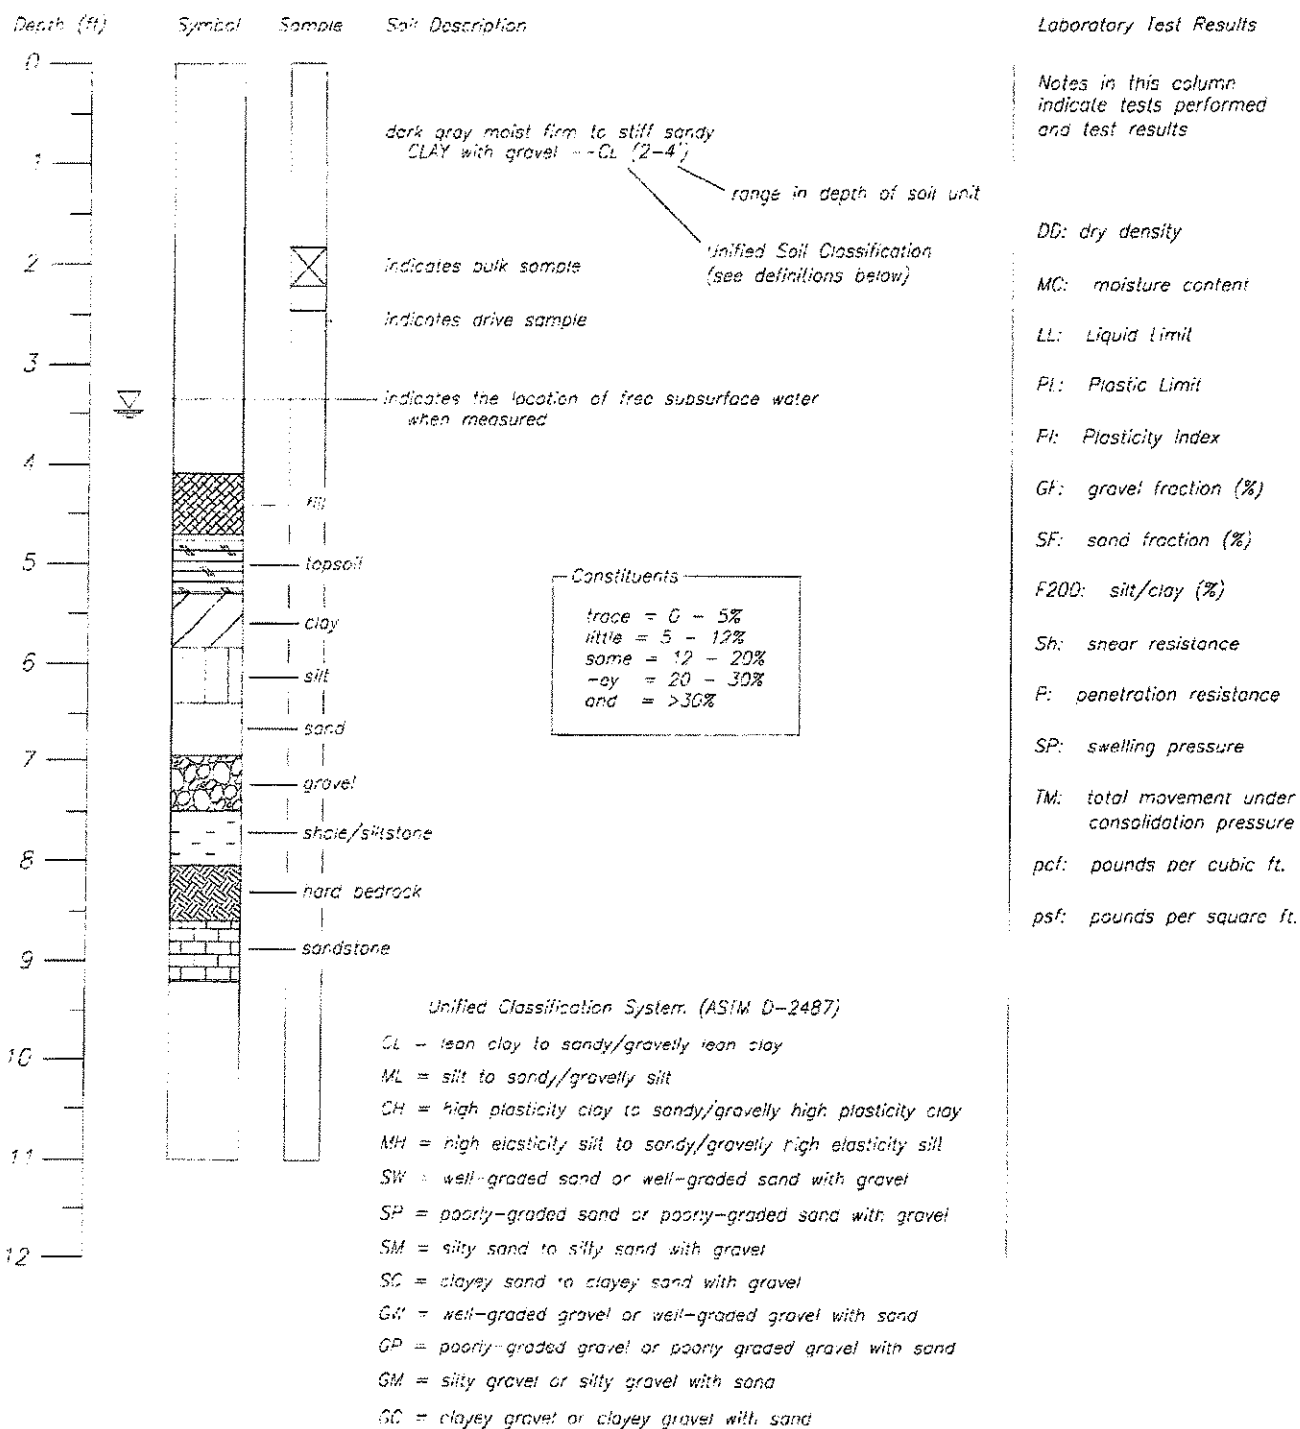 Depth (ft) Symbol Sample Soil Description Laboratory Test Results
0
1
2
3
4
5
6
7
8
9
10
11
12
dark gray moist firm to stiff sandy
CLAY with gravel --CL (2-4')
range in depth of soil unit
Unified Soil Classification
(see definitions below)
indicates bulk sample
indicates drive sample
indicates the location of free subsurface water
when measured
fill
topsoil
clay
silt
sand
gravel
shale/siltstone
hard bedrock
sandstone
Constituents
trace = 0 - 5%
little = 5 - 12%
some = 12 - 20%
-ey = 20 - 30%
and = >30%
Notes in this column
indicate tests performed
and test results
DD: dry density
MC: moisture content
LL: Liquid Limit
PL: Plastic Limit
PI: Plasticity Index
GF: gravel fraction (%)
SF: sand fraction (%)
F200: silt/clay (%)
Sh: shear resistance
P: penetration resistance
SP: swelling pressure
TM: total movement under
consolidation pressure
pcf: pounds per cubic ft.
psf: pounds per square ft.
Unified Classification System (ASTM D-2487)
CL = lean clay to sandy/gravelly lean clay
ML = silt to sandy/gravelly silt
CH = high plasticity clay to sandy/gravelly high plasticity clay
MH = high elasticity silt to sandy/gravelly high elasticity silt
SW = well-graded sand or well-graded sand with gravel
SP = poorly-graded sand or poorly-graded sand with gravel
SM = silty sand to silty sand with gravel
SC = clayey sand to clayey sand with gravel
GW = well-graded gravel or well-graded gravel with sand
GP = poorly-graded gravel or poorly graded gravel with sand
GM = silty gravel or silty gravel with sand
GC = clayey gravel or clayey gravel with sand